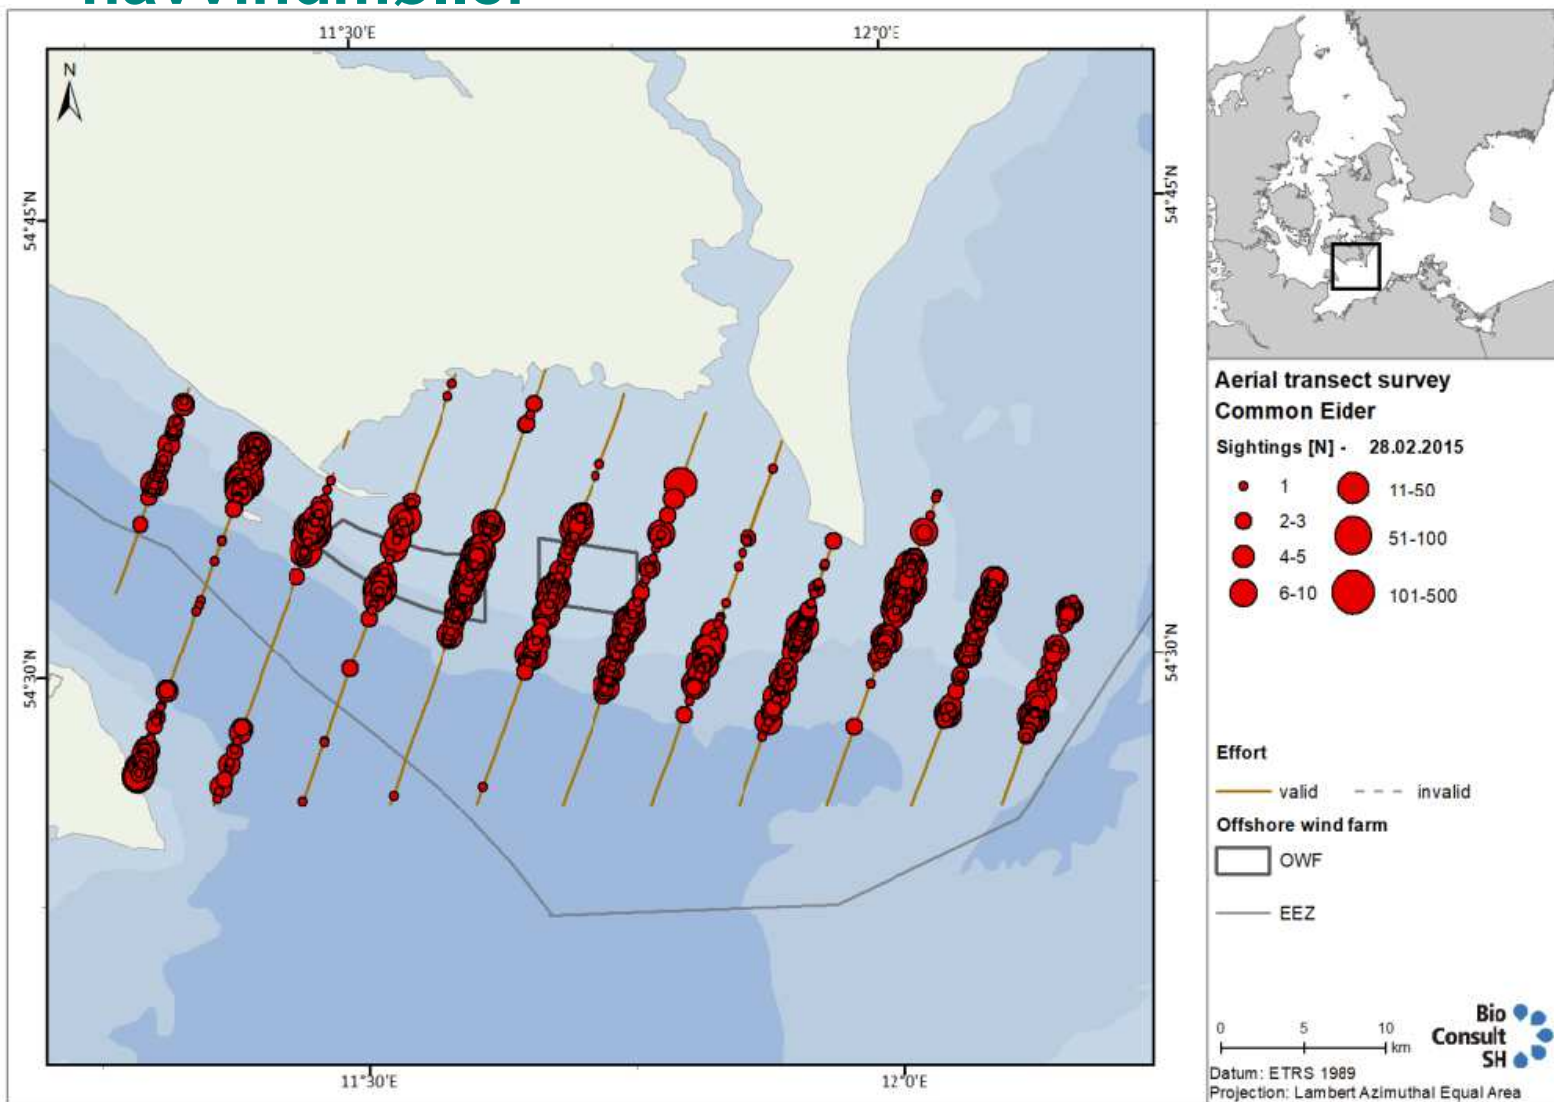 havvindmøller
11°30'E
12°0'E
N
54°45'N
54°45'N
54°30'N
54°30'N
11°30'E
12°0'E
Aerial transect survey
Common Eider
Sightings [N] - 28.02.2015
1
11-50
2-3
51-100
4-5
6-10
101-500
Effort
valid
invalid
Offshore wind farm
OWF
EEZ
0 5 10
km
Bio
Consult
SH
Datum: ETRS 1989
Projection: Lambert Azimuthal Equal Area